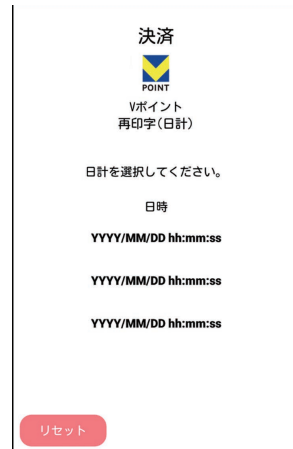 決済
POINT
Vポイント
再印字(日計)
日計を選択してください。
日時
YYYY/MM/DD hh:mm:ss
YYYY/MM/DD hh:mm:ss
YYYY/MM/DD hh:mm:ss
リセット